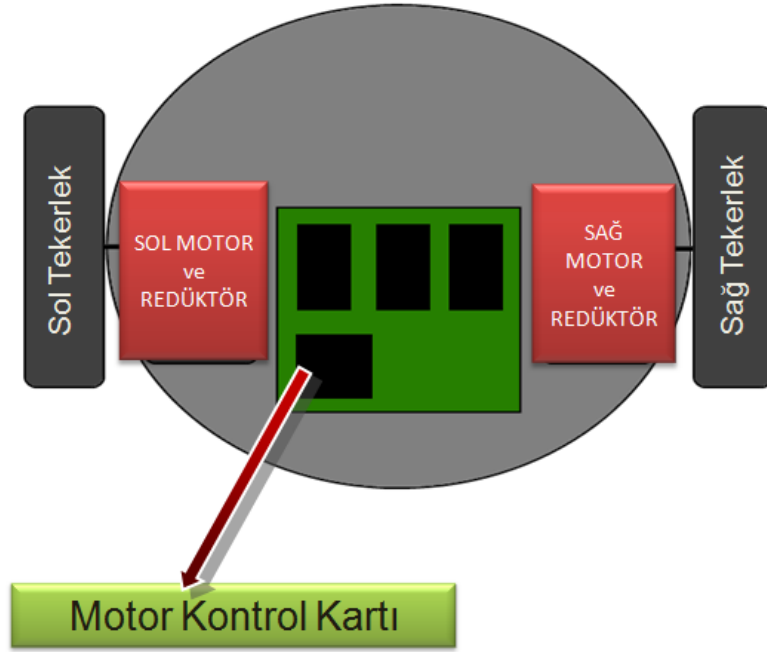 Sol Tekerlek
SOL MOTOR
ve
REDÜKTÖR
SAĞ
MOTOR
ve
REDÜKTÖR
Sağ Tekerlek
Motor Kontrol Kartı